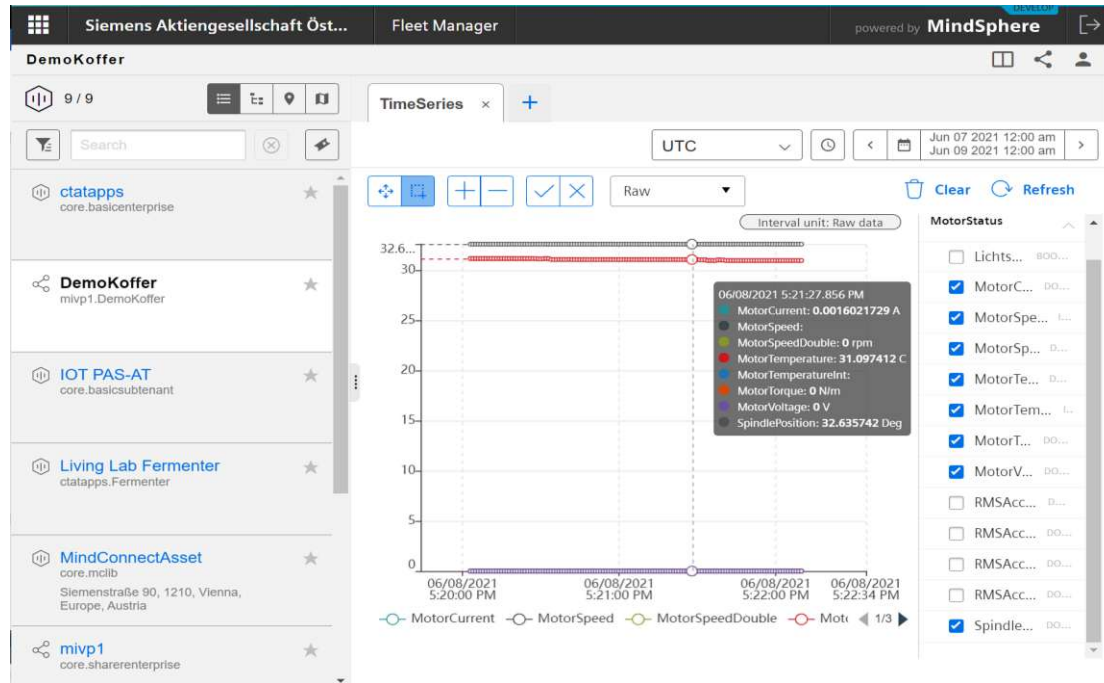 Siemens Aktiengesellschaft Öst...
Fleet Manager
DEVELOP
powered by MindSphere
DemoKoffer
9 / 9
Search
ctatapps
core.basicenterprise
DemoKoffer
mivp1.DemoKoffer
IOT PAS-AT
core.basicsubtenant
Living Lab Fermenter
ctatapps.Fermenter
MindConnectAsset
core.mclib
Siemenstraße 90, 1210, Vienna,
Europe, Austria
mivp1
core.sharerenterprise
TimeSeries ×
UTC
Jun 07 2021 12:00 am
Jun 09 2021 12:00 am
Raw
Clear
Refresh
Interval unit: Raw data
32.6...
30
25
20
15
10
5
0
06/08/2021 5:21:27.856 PM
MotorCurrent: 0.0016021729 A
MotorSpeed:
MotorSpeedDouble: 0 rpm
MotorTemperature: 31.097412 C
MotorTemperatureInt:
MotorTorque: 0 N/m
MotorVoltage: 0 V
SpindlePosition: 32.635742 Deg
06/08/2021
5:20:00 PM
06/08/2021
5:21:00 PM
06/08/2021
5:22:00 PM
06/08/2021
5:22:34 PM
MotorCurrent MotorSpeed MotorSpeedDouble Mot 1/3
MotorStatus
Lichts... BOO...
MotorC... DO...
MotorSpe... I...
MotorSp... D...
MotorTe... D...
MotorTem... I...
MotorT... DO...
MotorV... DO...
RMSAcc... D...
RMSAcc... DO...
RMSAcc... DO...
RMSAcc... DO...
Spindle... DO...